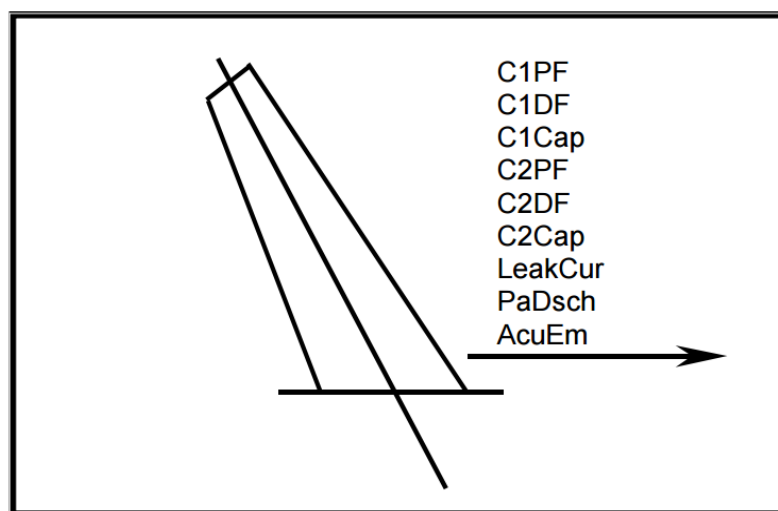 C1PF
C1DF
C1Cap
C2PF
C2DF
C2Cap
LeakCur
PaDsch
AcuEm